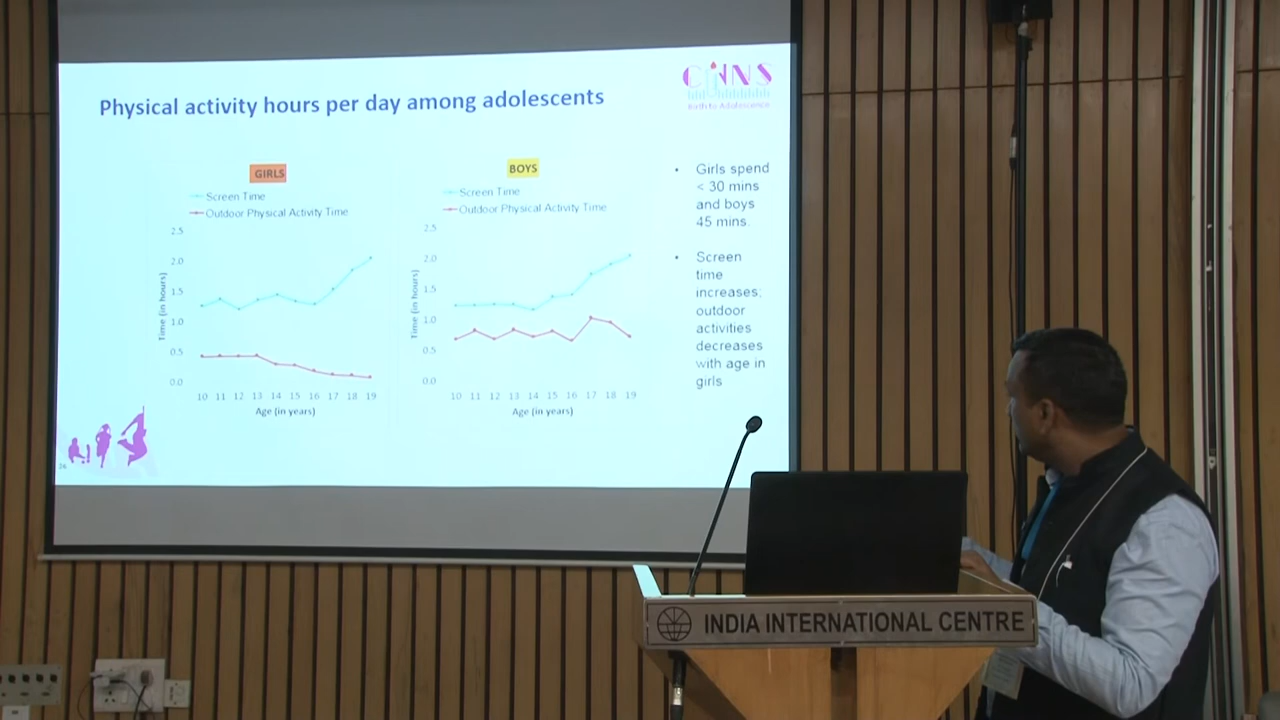 CNNS
Birth to Adolescence
Physical activity hours per day among adolescents
GIRLS
Screen Time
Outdoor Physical Activity Time
2.5
2.0
1.5
1.0
0.5
0.0
Time (in hours)
10 11 12 13 14 15 16 17 18 19
Age (in years)
BOYS
Screen Time
Outdoor Physical Activity Time
2.5
2.0
1.5
1.0
0.5
0.0
Time (in hours)
10 11 12 13 14 15 16 17 18 19
Age (in years)
• Girls spend
< 30 mins
and boys
45 mins.
• Screen
time
increases;
outdoor
activities
decreases
with age in
girls
INDIA INTERNATIONAL CENTRE